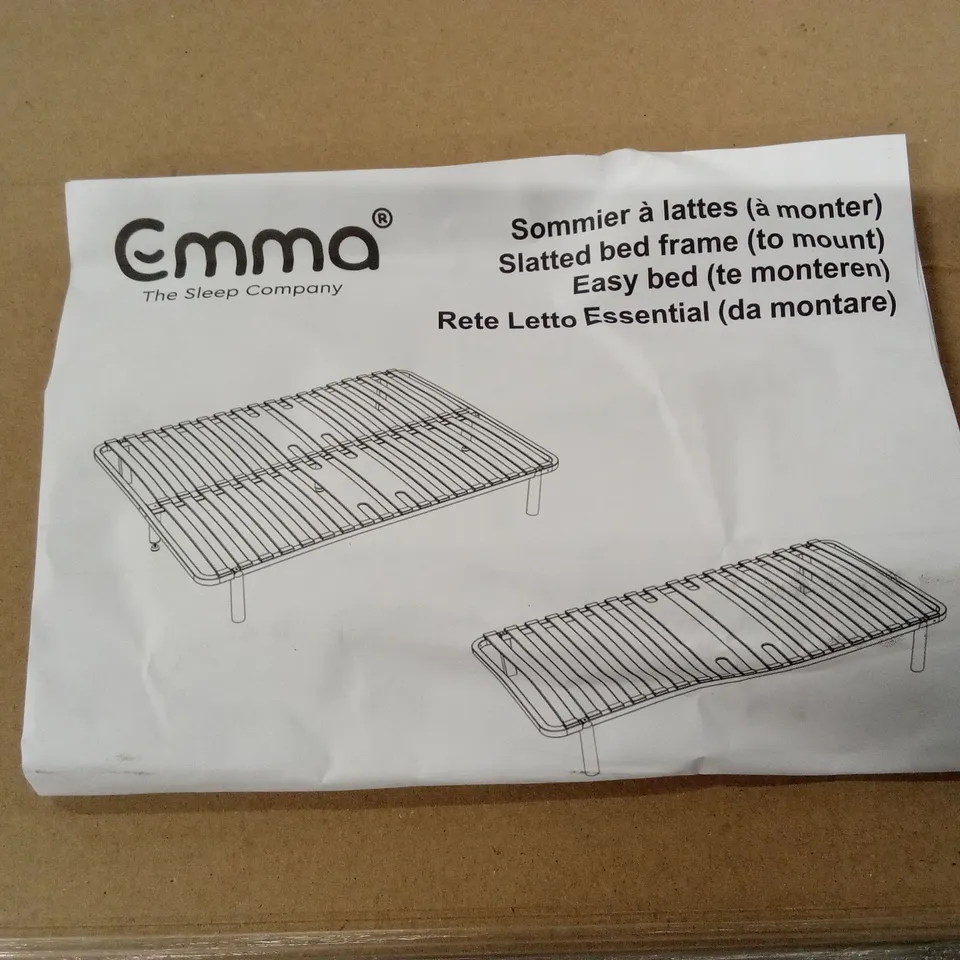 Emma®
The Sleep Company
Sommier à lattes (à monter)
Slatted bed frame (to mount)
Easy bed (te monteren)
Rete Letto Essential (da montare)